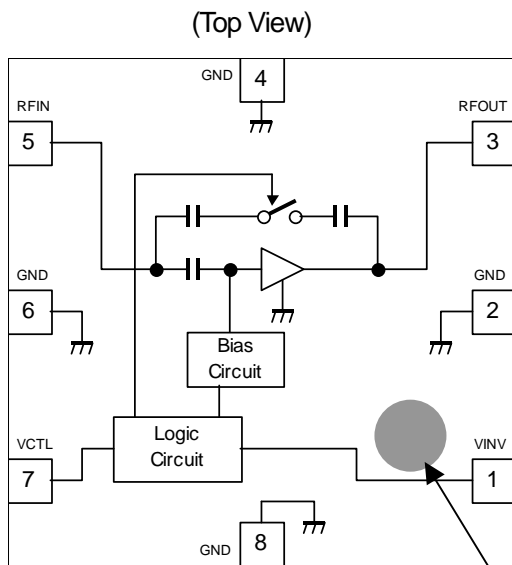 (Top View)
GND
4
RFIN
RFOUT
5
3
GND
GND
6
2
Bias
Circuit
VCTL
Logic
Circuit
VINV
7
1
GND
8